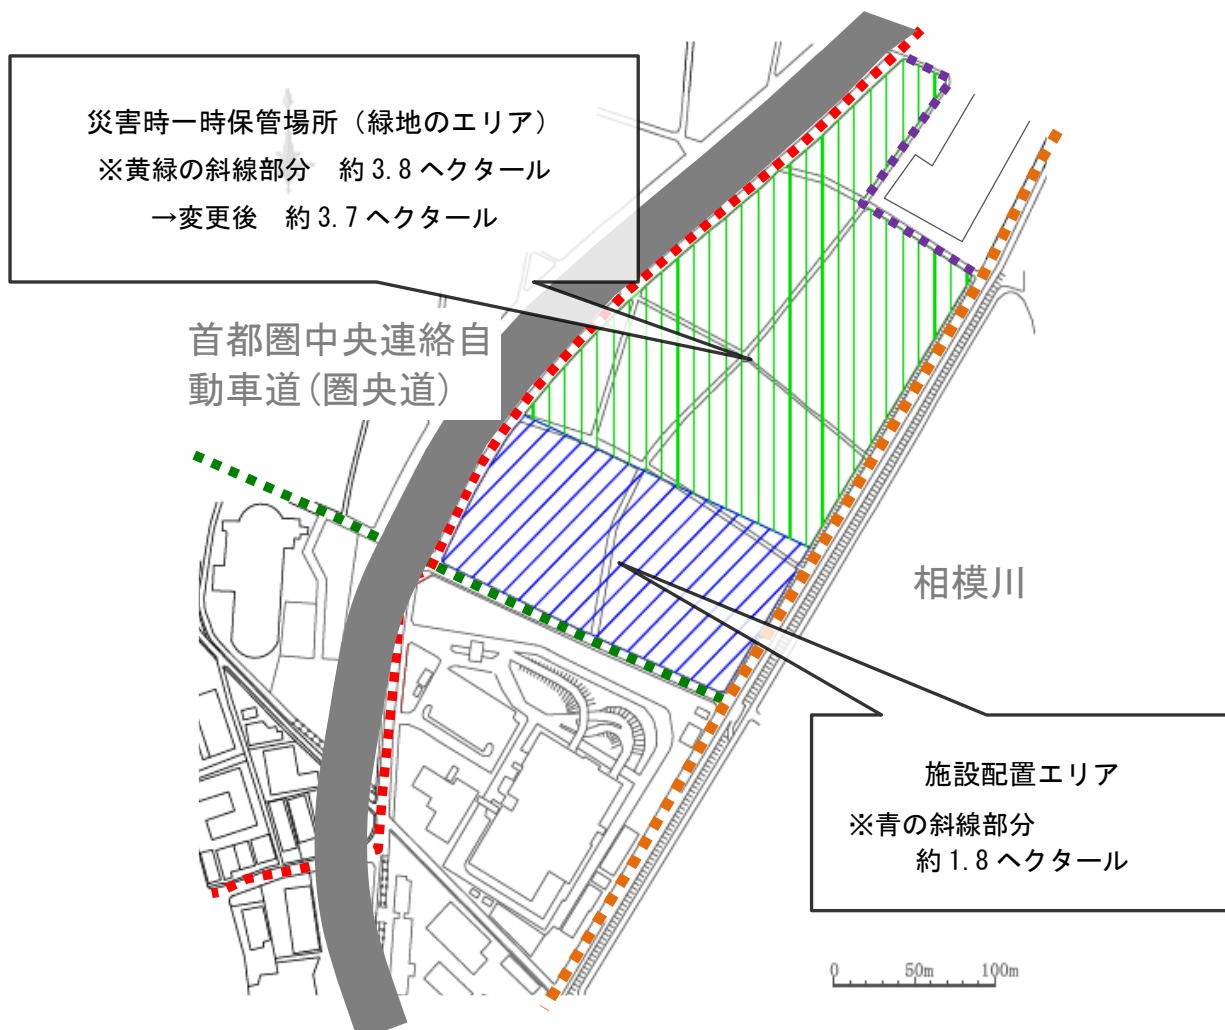 災害時一時保管場所（緑地のエリア）
※黄緑の斜線部分　約3.8ヘクタール
→変更後　約3.7ヘクタール
首都圏中央連絡自
動車道(圏央道)
相模川
施設配置エリア
※青の斜線部分
約1.8ヘクタール
0 50m 100m